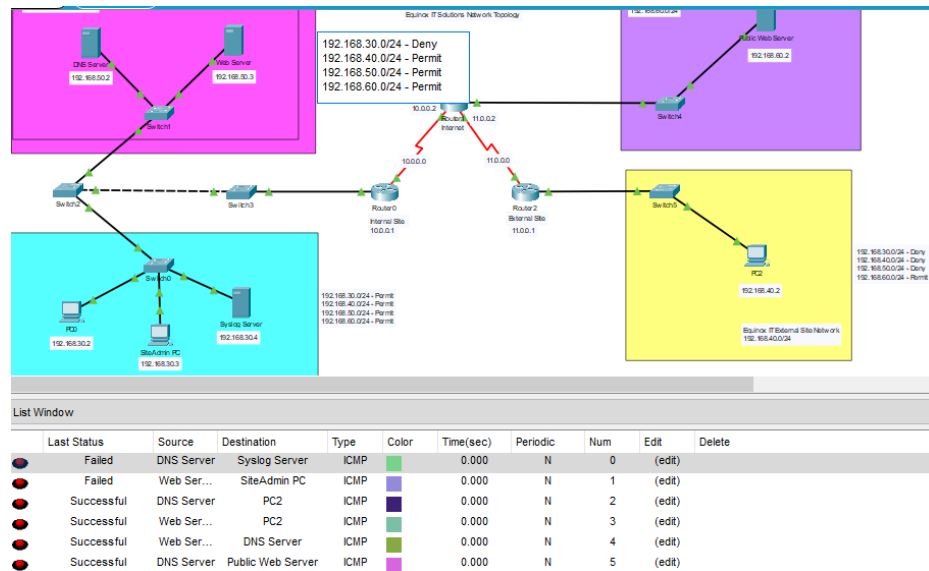 Equinox IT Solutions Network Topology
192.168.60.0/24
192.168.30.0/24 - Deny
192.168.40.0/24 - Permit
192.168.50.0/24 - Permit
192.168.60.0/24 - Permit
DNS Server
192.168.50.2
Web Server
192.168.50.3
Switch1
Public Web Server
192.168.60.2
Switch4
10.0.0.2
11.0.0.2
Internet
10.0.0.0
11.0.0.0
Switch2
Switch3
Router0
Internal Site
10.0.0.1
Router2
External Site
11.0.0.1
Switch5
PC2
192.168.40.2
192.168.30.0/24 - Deny
192.168.40.0/24 - Deny
192.168.50.0/24 - Deny
192.168.60.0/24 - Permit
Equinox IT External Site Network
192.168.40.0/24
Switch0
PC0
192.168.30.2
SiteAdmin PC
192.168.30.3
Syslog Server
192.168.30.4
192.168.30.0/24 - Permit
192.168.40.0/24 - Permit
192.168.50.0/24 - Permit
192.168.60.0/24 - Permit
List Window
Last Status Source Destination Type Color Time(sec) Periodic Num Edit Delete
Failed DNS Server Syslog Server ICMP 0.000 N 0 (edit)
Failed Web Ser... SiteAdmin PC ICMP 0.000 N 1 (edit)
Successful DNS Server PC2 ICMP 0.000 N 2 (edit)
Successful Web Ser... PC2 ICMP 0.000 N 3 (edit)
Successful Web Ser... DNS Server ICMP 0.000 N 4 (edit)
Successful DNS Server Public Web Server ICMP 0.000 N 5 (edit)